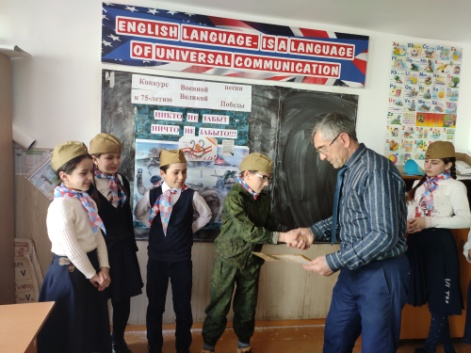 ENGLISH LANGUAGE - IS A LANGUAGE
OF UNIVERSAL COMMUNICATION
Конкурс Военной песни
к 75-летию Великой Победы
НИКТО НЕ ЗАБЫТ
НИЧТО НЕ ЗАБЫТО!!!